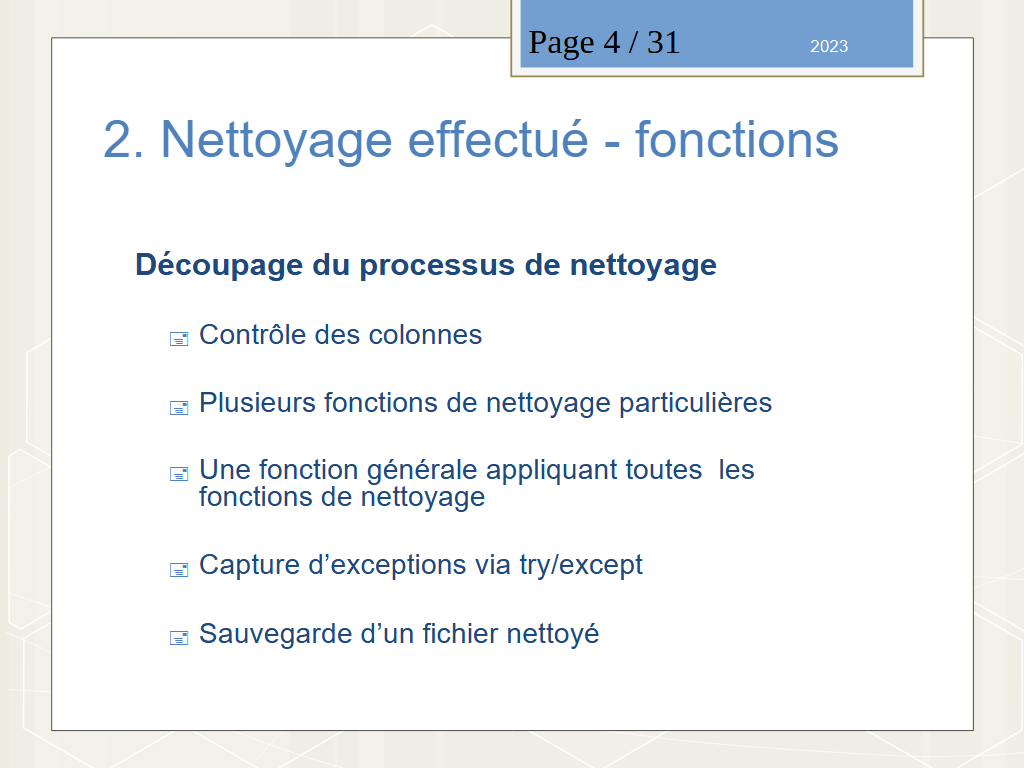 Page 4 / 31
2023
2. Nettoyage effectué - fonctions
Découpage du processus de nettoyage
Contrôle des colonnes
Plusieurs fonctions de nettoyage particulières
Une fonction générale appliquant toutes  les
fonctions de nettoyage
Capture d’exceptions via try/except
Sauvegarde d’un fichier nettoyé